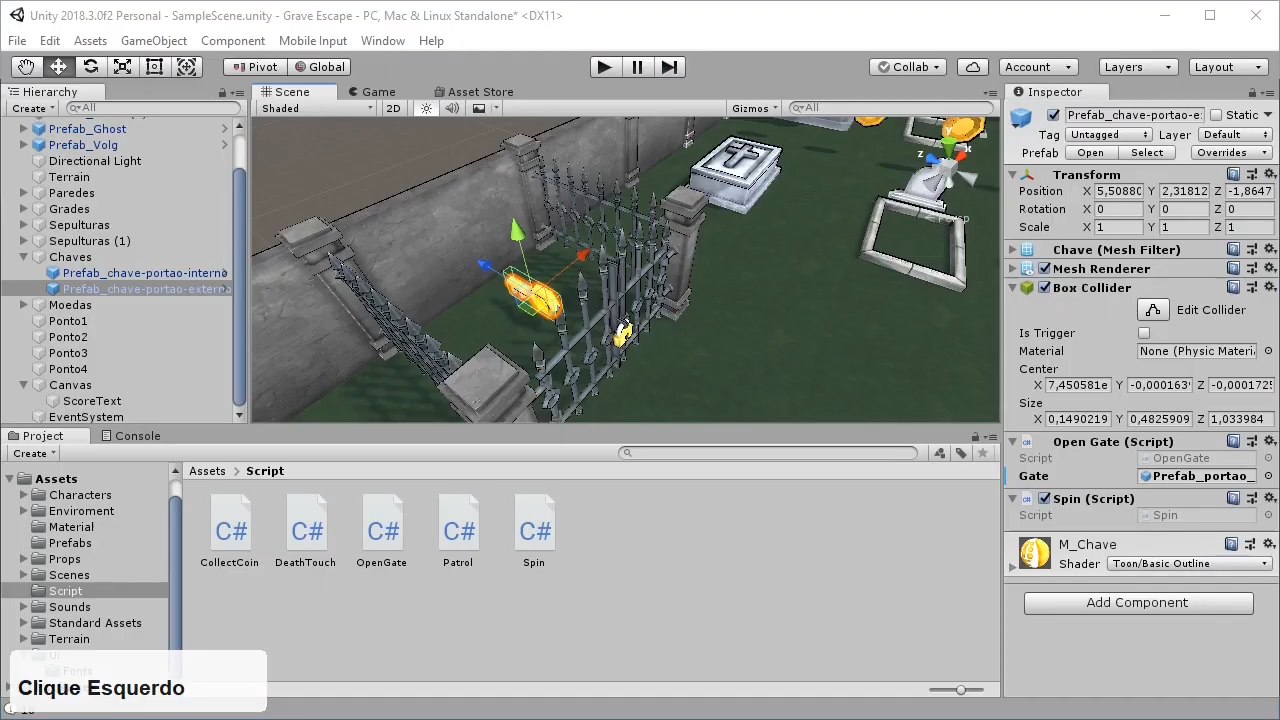 Unity 2018.3.0f2 Personal - SampleScene.unity - Grave Escape - PC, Mac & Linux Standalone* <DX11>
File Edit Assets GameObject Component Mobile Input Window Help
Pivot Global Collab Account Layers Layout
Hierarchy Scene Game Asset Store Inspector
Create All Shaded 2D Gizmos All
Prefab_chave-portao-e: Static
Tag Untagged Layer Default
Prefab Open Select Overrides
Prefab_Ghost
Prefab_Volg
Directional Light
Terrain
Paredes
Grades
Sepulturas
Sepulturas (1)
Chaves
Prefab_chave-portao-interno
Prefab_chave-portao-externo
Moedas
Ponto1
Ponto2
Ponto3
Ponto4
Canvas
ScoreText
EventSystem
y
x
z
Persp
Transform
Position X 5,50880 Y 2,31812 Z -1,8647
Rotation X 0 Y 0 Z 0
Scale X 1 Y 1 Z 1
Chave (Mesh Filter)
Mesh Renderer
Box Collider
Edit Collider
Is Trigger
Material None (Physic Materi
Center
X 7,450581e Y -0,000163 Z -0,0001725
Size
X 0,1490219 Y 0,4825909 Z 1,033984
Open Gate (Script)
Script OpenGate
Gate Prefab_portao_
Spin (Script)
Script Spin
M_Chave
Shader Toon/Basic Outline
Add Component
Project Console
Create
Assets
Characters
Enviroment
Material
Prefabs
Props
Scenes
Script
Sounds
Standard Assets
Terrain
UI
Fonts
Assets > Script
C# C# C# C# C#
CollectCoin DeathTouch OpenGate Patrol Spin
Clique Esquerdo